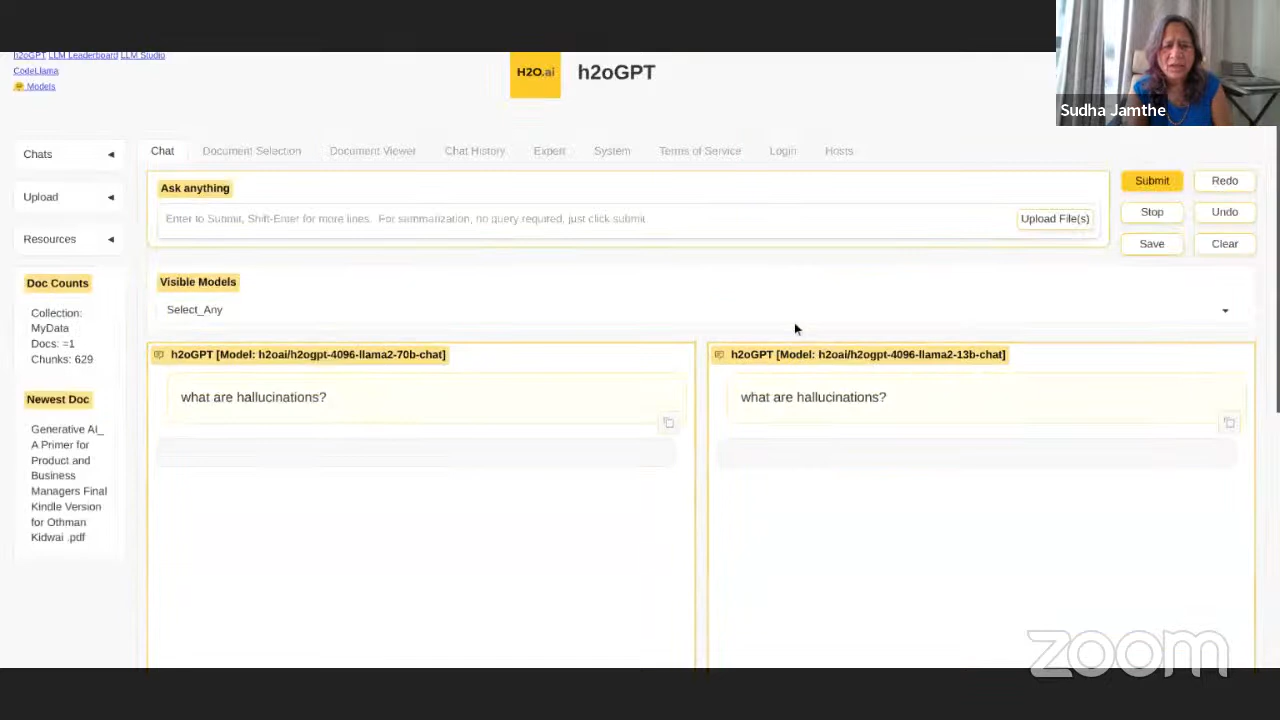 h2oGPT LLM Leaderboard LLM Studio
CodeLlama
🤗 Models
H2O.ai
h2oGPT
Sudha Jamthe
Chats
Upload
Resources
Doc Counts
Collection:
MyData
Docs: =1
Chunks: 629
Newest Doc
Generative AI_
A Primer for
Product and
Business
Managers Final
Kindle Version
for Othman
Kidwai .pdf
Chat Document Selection Document Viewer Chat History Expert System Terms of Service Login Hosts
Ask anything
Enter to Submit, Shift-Enter for more lines. For summarization, no query required, just click submit
Upload File(s)
Submit Redo
Stop Undo
Save Clear
Visible Models
Select_Any
h2oGPT [Model: h2oai/h2ogpt-4096-llama2-70b-chat]
what are hallucinations?
h2oGPT [Model: h2oai/h2ogpt-4096-llama2-13b-chat]
what are hallucinations?
zoom